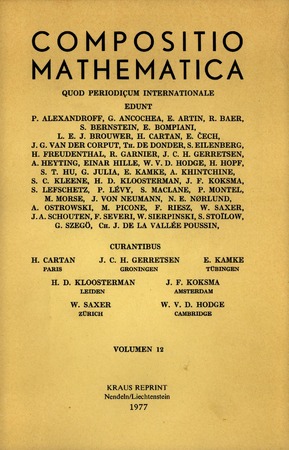 COMPOSITIO
MATHEMATICA
QUOD PERIODIÇUM INTERNATIONALE
EDUNT
P. ALEXANDROFF, G. ANCOCHEA, E. ARTIN, R. BAER,
S. BERNSTEIN, E. BOMPIANI,
L. E. J. BROUWER, H. CARTAN, E. ČECH,
J. G. VAN DER CORPUT, TH. DE DONDER, S. EILENBERG,
H. FREUDENTHAL, R. GARNIER, J. C. H. GERRETSEN,
A. HEYTING, EINAR HILLE, W. V. D. HODGE, H. HOPF,
S. T. HU, G. JULIA, E. KAMKE, A. KHINTCHINE,
S. C. KLEENE, H. D. KLOOSTERMAN, J. F. KOKSMA,
S. LEFSCHETZ, P. LÉVY, S. MACLANE, P. MONTEL,
M. MORSE, J. VON NEUMANN, N. E. NØRLUND,
A. OSTROWSKI, M. PICONE, F. RIESZ, W. SAXER,
J. A. SCHOUTEN, F. SEVERI, W. SIERPINSKI, S. STOÏLOW,
G. SZEGÖ, CH. J. DE LA VALLÉE POUSSIN,
CURANTIBUS
H. CARTAN J. C. H. GERRETSEN E. KAMKE
PARIS GRONINGEN TÜBINGEN
H. D. KLOOSTERMAN J. F. KOKSMA
LEIDEN AMSTERDAM
W. SAXER W. V. D. HODGE
ZÜRICH CAMBRIDGE
VOLUMEN 12
KRAUS REPRINT
Nendeln/Liechtenstein
1977